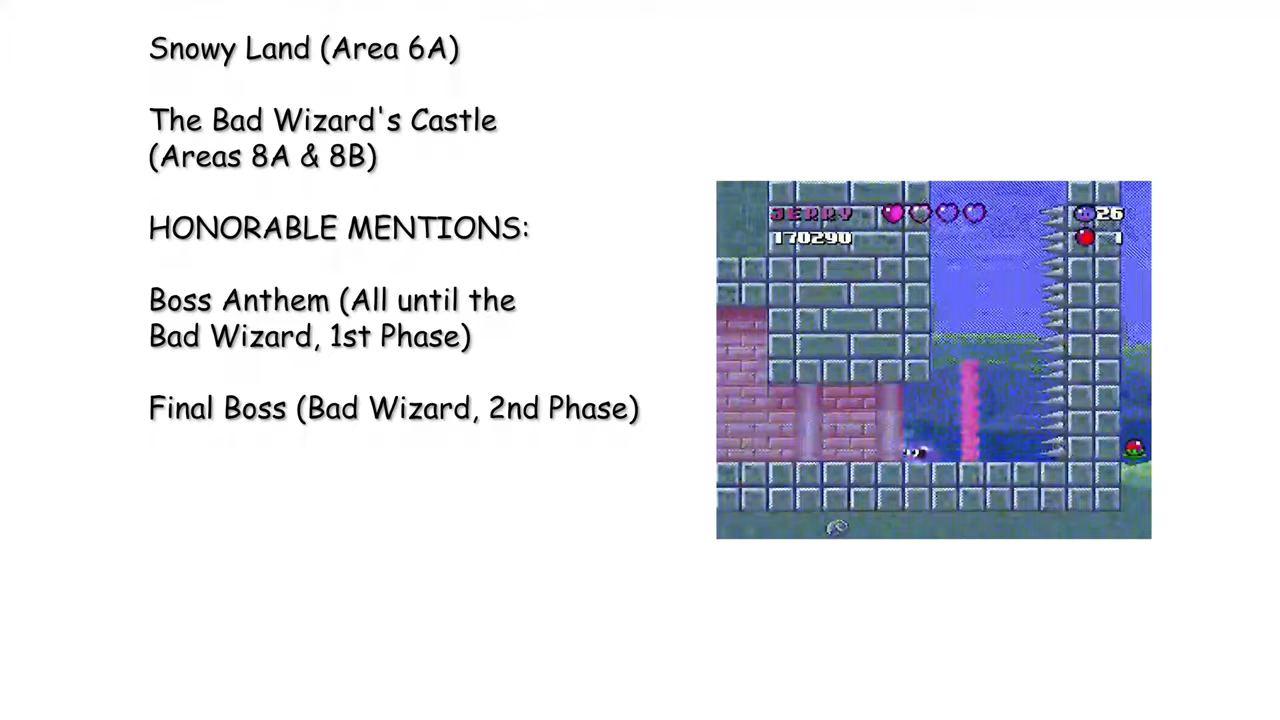 Snowy Land (Area 6A)
The Bad Wizard's Castle
(Areas 8A & 8B)
HONORABLE MENTIONS:
Boss Anthem (All until the
Bad Wizard, 1st Phase)
Final Boss (Bad Wizard, 2nd Phase)
JERRY 26
170290 1